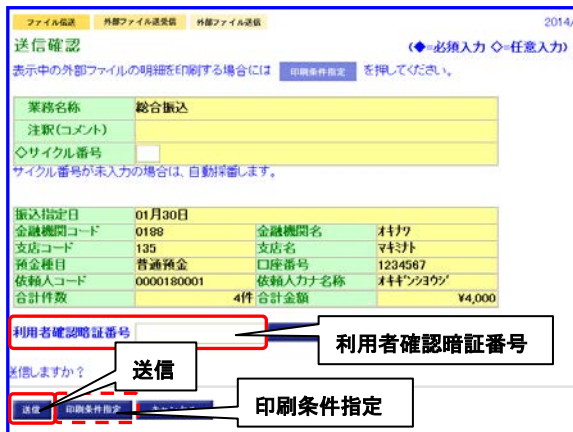 ファイル伝送 外部ファイル送受信 外部ファイル送信 2014/
送信確認 (◆=必須入力 ◇=任意入力)
表示中の外部ファイルの明細を印刷する場合には 印刷条件指定 を押してください。
業務名称 総合振込
注釈(コメント)
◇サイクル番号
サイクル番号が未入力の場合は、自動採番します。
振込指定日 01月30日
金融機関コード 0188 金融機関名 オキナワ
支店コード 135 支店名 マキミナト
預金種目 普通預金 口座番号 1234567
依頼人コード 0000180001 依頼人カナ名称 オキギンシヨウジ
合計件数 4件 合計金額 ¥4,000
利用者確認暗証番号
利用者確認暗証番号
送信しますか?
送信
送信 印刷条件指定
印刷条件指定